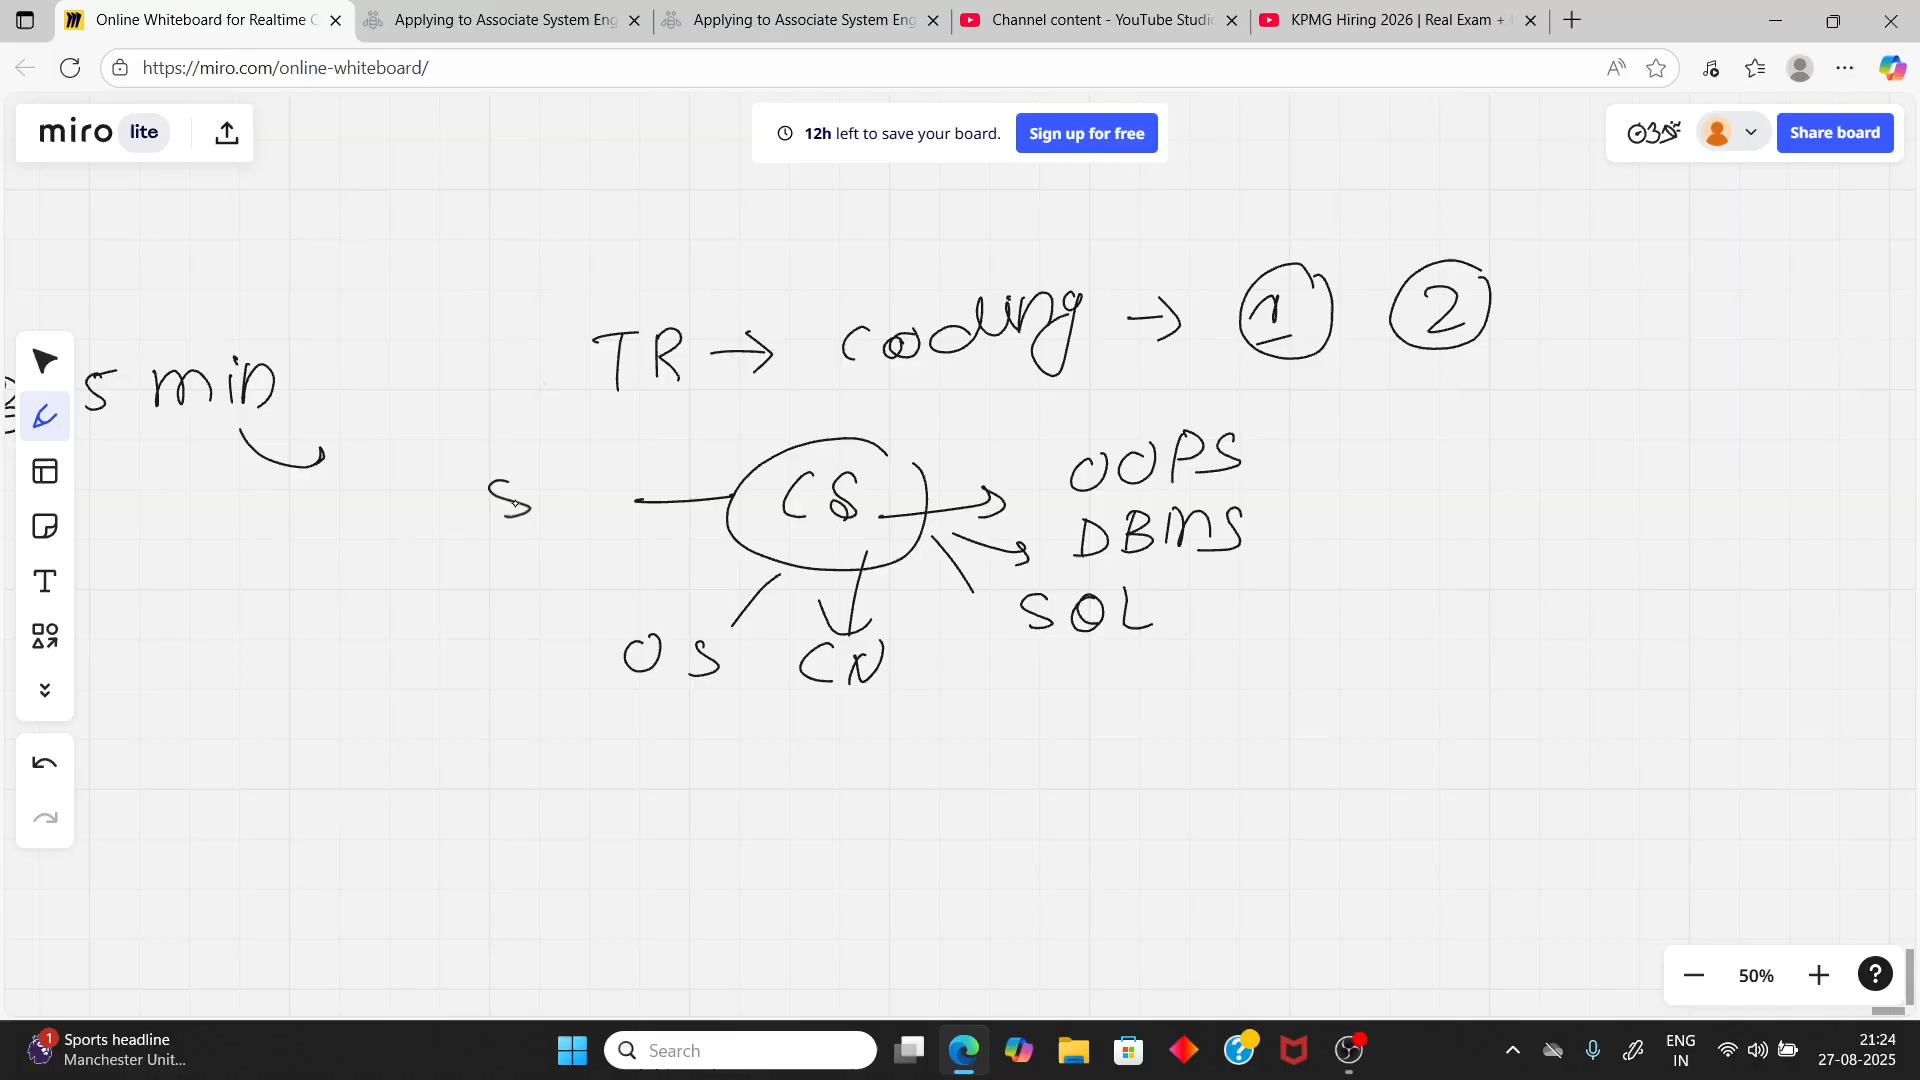 Online Whiteboard for Realtime C
Applying to Associate System Eng
Applying to Associate System Eng
Channel content - YouTube Studi
KPMG Hiring 2026 | Real Exam +
https://miro.com/online-whiteboard/
miro lite
12h left to save your board.
Sign up for free
Share board
TR → coading → 1 2
5 min
OOPS
S
CS
DBMS
SQL
OS CN
50%
Sports headline
Manchester Unit...
1
Search
ENG
IN
21:24
27-08-2025